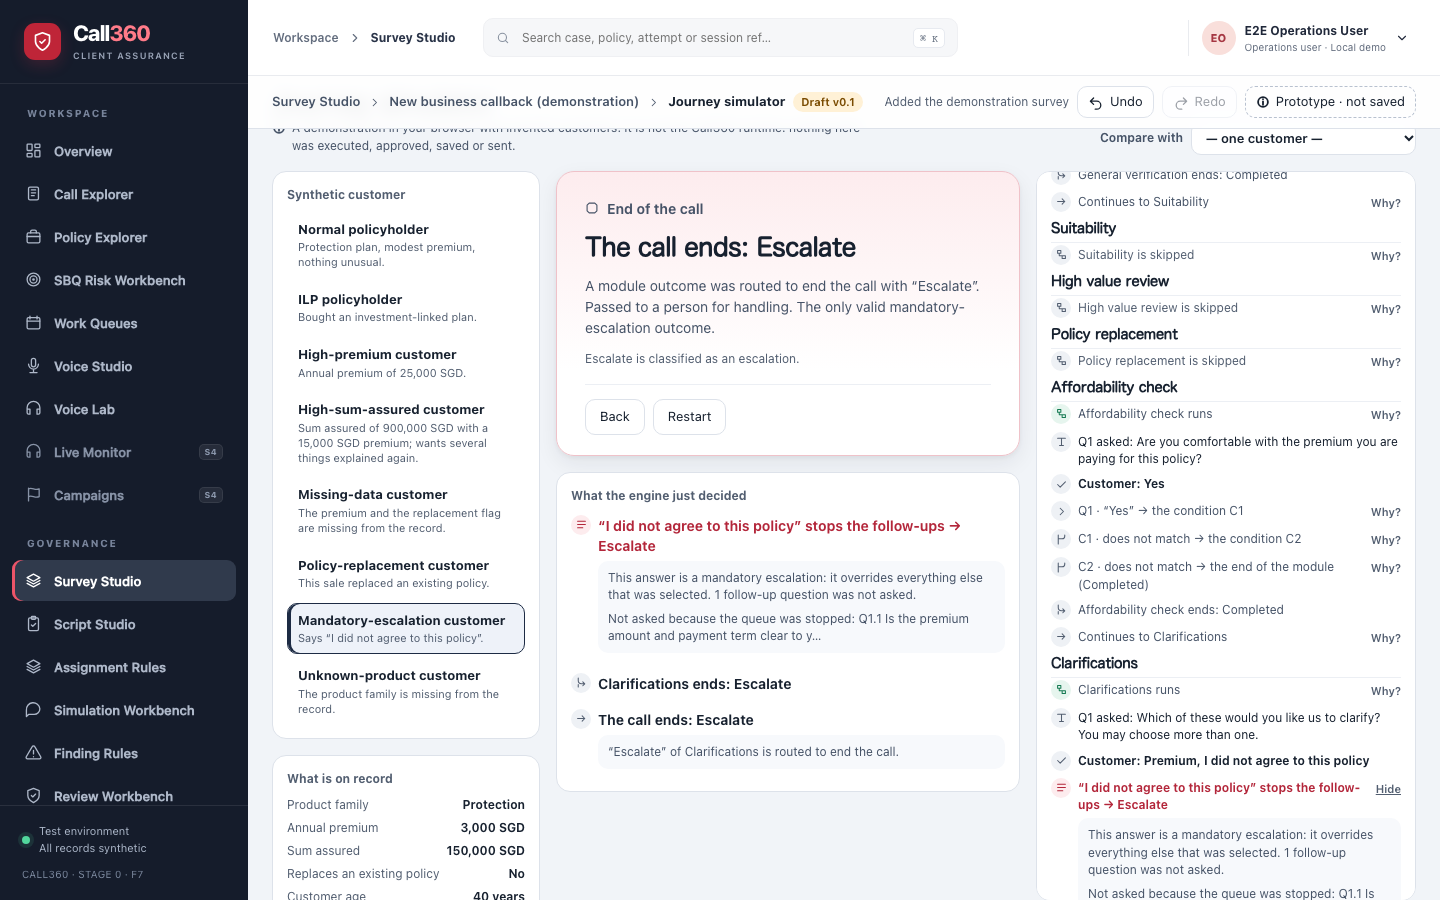 Call360
CLIENT ASSURANCE
WORKSPACE
Overview
Call Explorer
Policy Explorer
SBQ Risk Workbench
Work Queues
Voice Studio
Voice Lab
Live Monitor S4
Campaigns S4
GOVERNANCE
Survey Studio
Script Studio
Assignment Rules
Simulation Workbench
Finding Rules
Review Workbench
Test environment
All records synthetic
CALL360 · STAGE 0 · F7
Workspace > Survey Studio
Search case, policy, attempt or session ref... ⌘ K
EO
E2E Operations User
Operations user · Local demo
Survey Studio > New business callback (demonstration) > Journey simulator Draft v0.1
Added the demonstration survey Undo Redo Prototype · not saved
A demonstration in your browser with invented customers. It is not the Call360 runtime: nothing here
was executed, approved, saved or sent.
Compare with — one customer —
Synthetic customer
Normal policyholder
Protection plan, modest premium,
nothing unusual.
ILP policyholder
Bought an investment-linked plan.
High-premium customer
Annual premium of 25,000 SGD.
High-sum-assured customer
Sum assured of 900,000 SGD with a
15,000 SGD premium; wants several
things explained again.
Missing-data customer
The premium and the replacement flag
are missing from the record.
Policy-replacement customer
This sale replaced an existing policy.
Mandatory-escalation customer
Says “I did not agree to this policy”.
Unknown-product customer
The product family is missing from the
record.
What is on record
Product family Protection
Annual premium 3,000 SGD
Sum assured 150,000 SGD
Replaces an existing policy No
Customer age 40 years
End of the call
The call ends: Escalate
A module outcome was routed to end the call with “Escalate”.
Passed to a person for handling. The only valid mandatory-
escalation outcome.
Escalate is classified as an escalation.
Back Restart
What the engine just decided
“I did not agree to this policy” stops the follow-ups →
Escalate
This answer is a mandatory escalation: it overrides everything else
that was selected. 1 follow-up question was not asked.
Not asked because the queue was stopped: Q1.1 Is the premium
amount and payment term clear to y...
Clarifications ends: Escalate
The call ends: Escalate
“Escalate” of Clarifications is routed to end the call.
General verification ends: Completed
Continues to Suitability Why?
Suitability
Suitability is skipped Why?
High value review
High value review is skipped Why?
Policy replacement
Policy replacement is skipped Why?
Affordability check
Affordability check runs Why?
Q1 asked: Are you comfortable with the premium you are
paying for this policy?
Customer: Yes
Q1 · “Yes” → the condition C1 Why?
C1 · does not match → the condition C2 Why?
C2 · does not match → the end of the module Why?
(Completed)
Affordability check ends: Completed
Continues to Clarifications Why?
Clarifications
Clarifications runs Why?
Q1 asked: Which of these would you like us to clarify?
You may choose more than one.
Customer: Premium, I did not agree to this policy
“I did not agree to this policy” stops the follow- Hide
ups → Escalate
This answer is a mandatory escalation: it overrides
everything else that was selected. 1 follow-up
question was not asked.
Not asked because the queue was stopped: Q1.1 Is